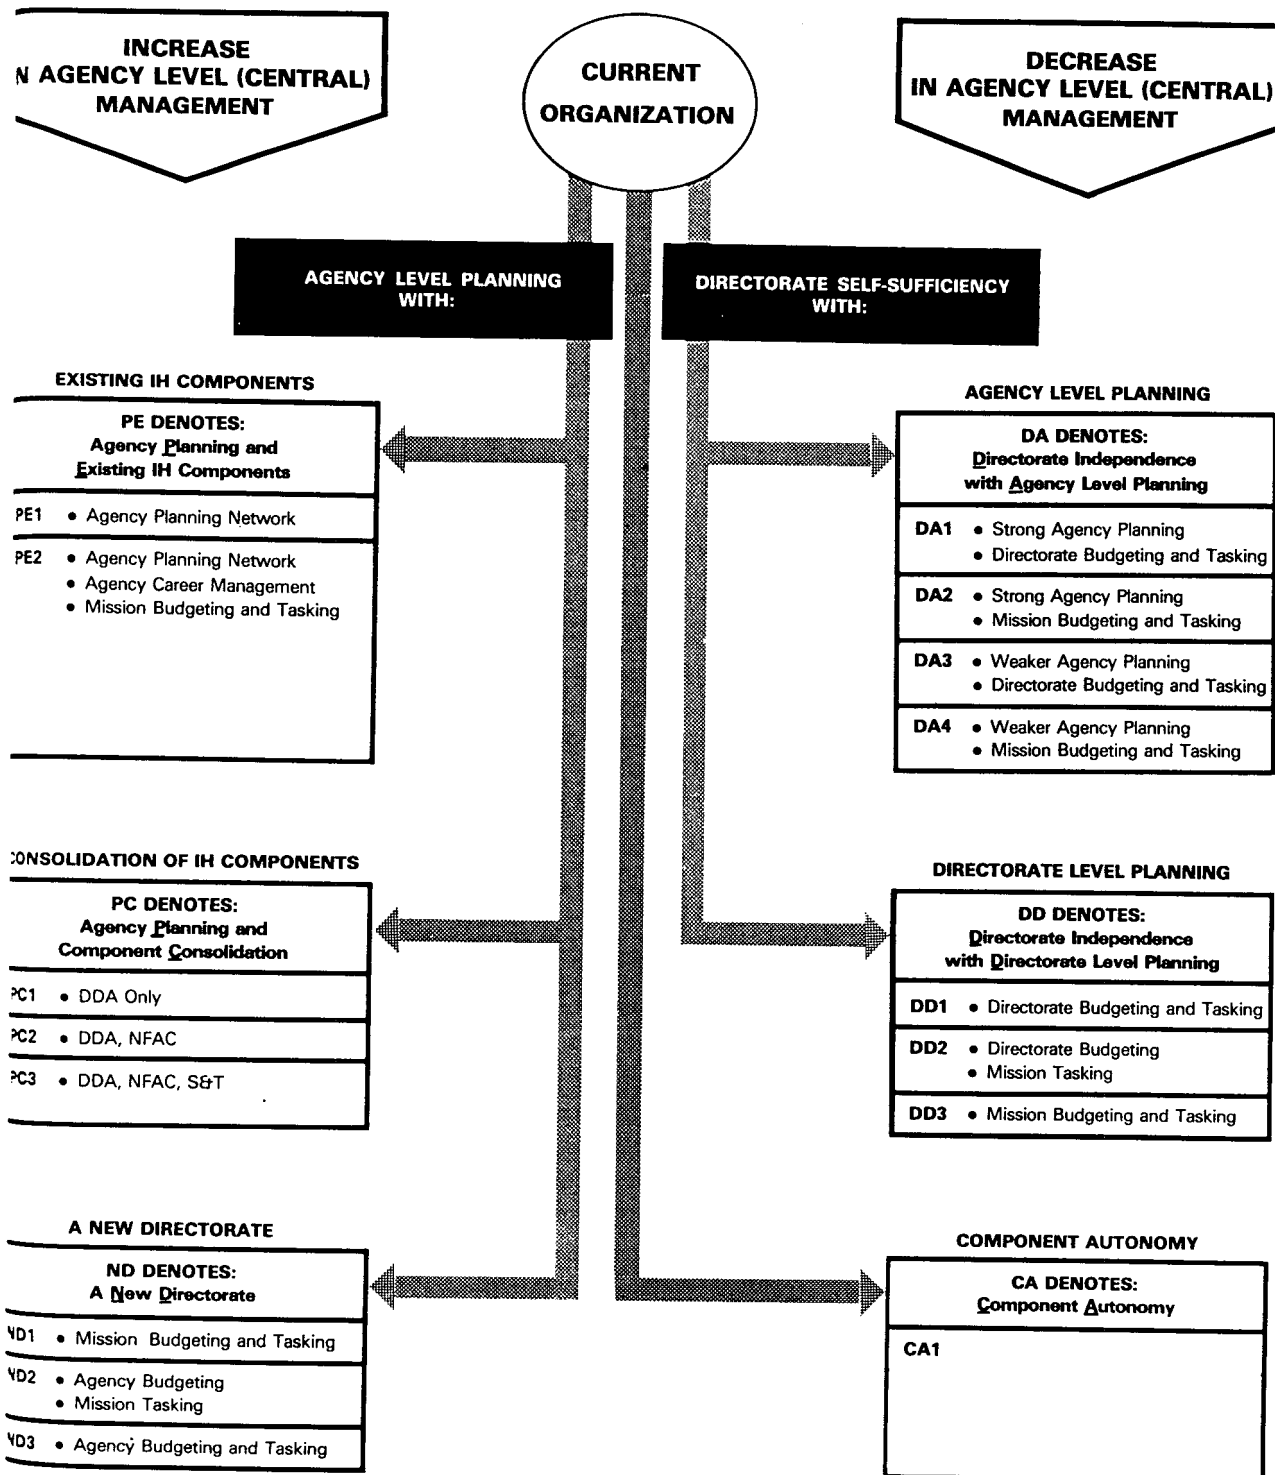 INCREASE
N AGENCY LEVEL (CENTRAL)
MANAGEMENT
CURRENT
ORGANIZATION
DECREASE
IN AGENCY LEVEL (CENTRAL)
MANAGEMENT
AGENCY LEVEL PLANNING
WITH:
DIRECTORATE SELF-SUFFICIENCY
WITH:
EXISTING IH COMPONENTS
PE DENOTES:
Agency Planning and
Existing IH Components
PE1 • Agency Planning Network
PE2 • Agency Planning Network
• Agency Career Management
• Mission Budgeting and Tasking
CONSOLIDATION OF IH COMPONENTS
PC DENOTES:
Agency Planning and
Component Consolidation
PC1 • DDA Only
PC2 • DDA, NFAC
PC3 • DDA, NFAC, S&T
A NEW DIRECTORATE
ND DENOTES:
A New Directorate
ND1 • Mission Budgeting and Tasking
ND2 • Agency Budgeting
• Mission Tasking
ND3 • Agency Budgeting and Tasking
AGENCY LEVEL PLANNING
DA DENOTES:
Directorate Independence
with Agency Level Planning
DA1 • Strong Agency Planning
• Directorate Budgeting and Tasking
DA2 • Strong Agency Planning
• Mission Budgeting and Tasking
DA3 • Weaker Agency Planning
• Directorate Budgeting and Tasking
DA4 • Weaker Agency Planning
• Mission Budgeting and Tasking
DIRECTORATE LEVEL PLANNING
DD DENOTES:
Directorate Independence
with Directorate Level Planning
DD1 • Directorate Budgeting and Tasking
DD2 • Directorate Budgeting
• Mission Tasking
DD3 • Mission Budgeting and Tasking
COMPONENT AUTONOMY
CA DENOTES:
Component Autonomy
CA1